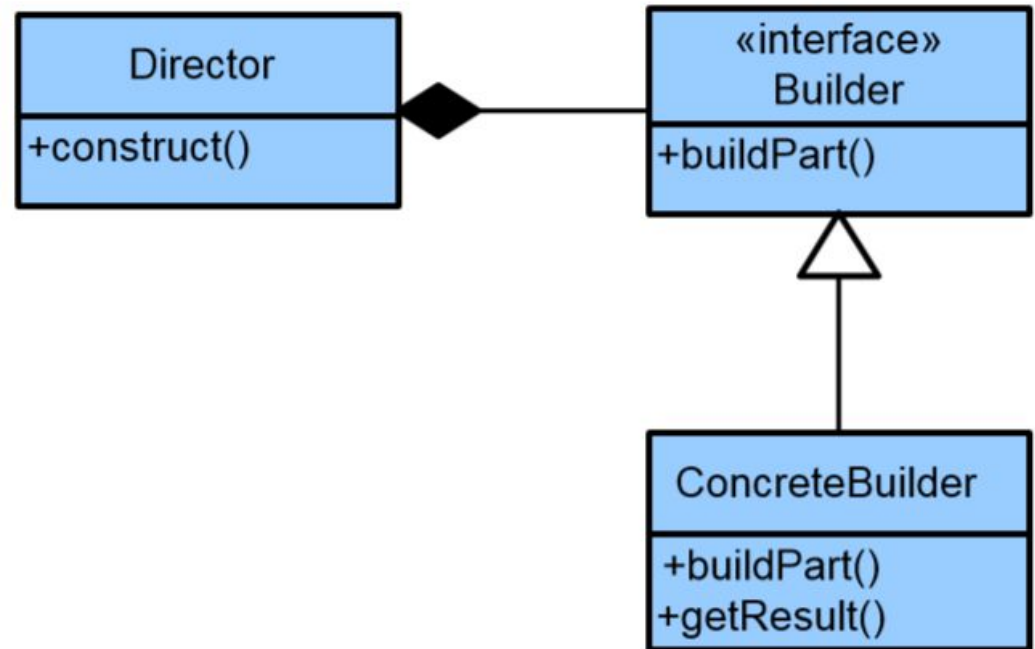 Director
+construct()
«interface»
Builder
+buildPart()
ConcreteBuilder
+buildPart()
+getResult()